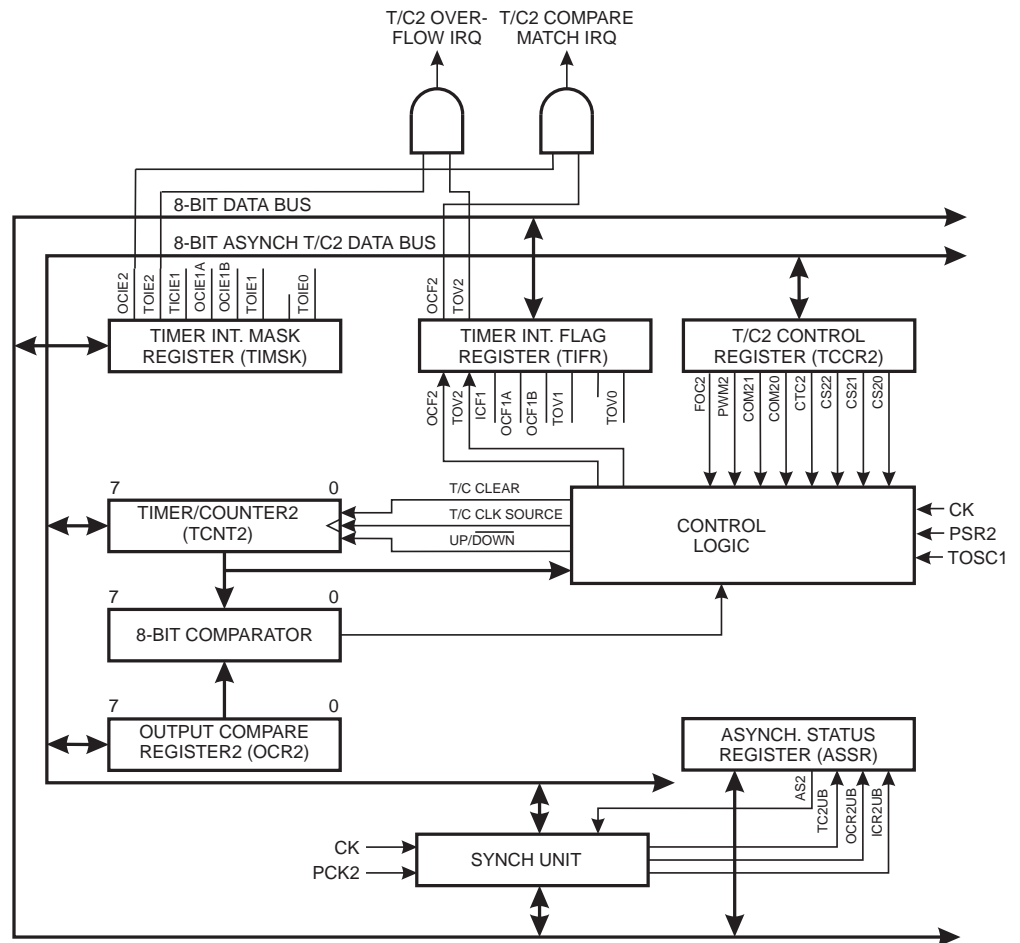 T/C2 OVER-
FLOW IRQ
T/C2 COMPARE
MATCH IRQ
8-BIT DATA BUS
8-BIT ASYNCH T/C2 DATA BUS
OCIE2
TOIE2
TICIE1
OCIE1A
OCIE1B
TOIE1
TOIE0
OCF2
TOV2
TIMER INT. MASK
REGISTER (TIMSK)
TIMER INT. FLAG
REGISTER (TIFR)
T/C2 CONTROL
REGISTER (TCCR2)
OCF2
TOV2
ICF1
OCF1A
OCF1B
TOV1
TOV0
FOC2
PWM2
COM21
COM20
CTC2
CS22
CS21
CS20
7
0
TIMER/COUNTER2
(TCNT2)
T/C CLEAR
T/C CLK SOURCE
UP/DOWN
CONTROL
LOGIC
CK
PSR2
TOSC1
7
0
8-BIT COMPARATOR
7
0
OUTPUT COMPARE
REGISTER2 (OCR2)
ASYNCH. STATUS
REGISTER (ASSR)
AS2
TC2UB
OCR2UB
ICR2UB
CK
PCK2
SYNCH UNIT